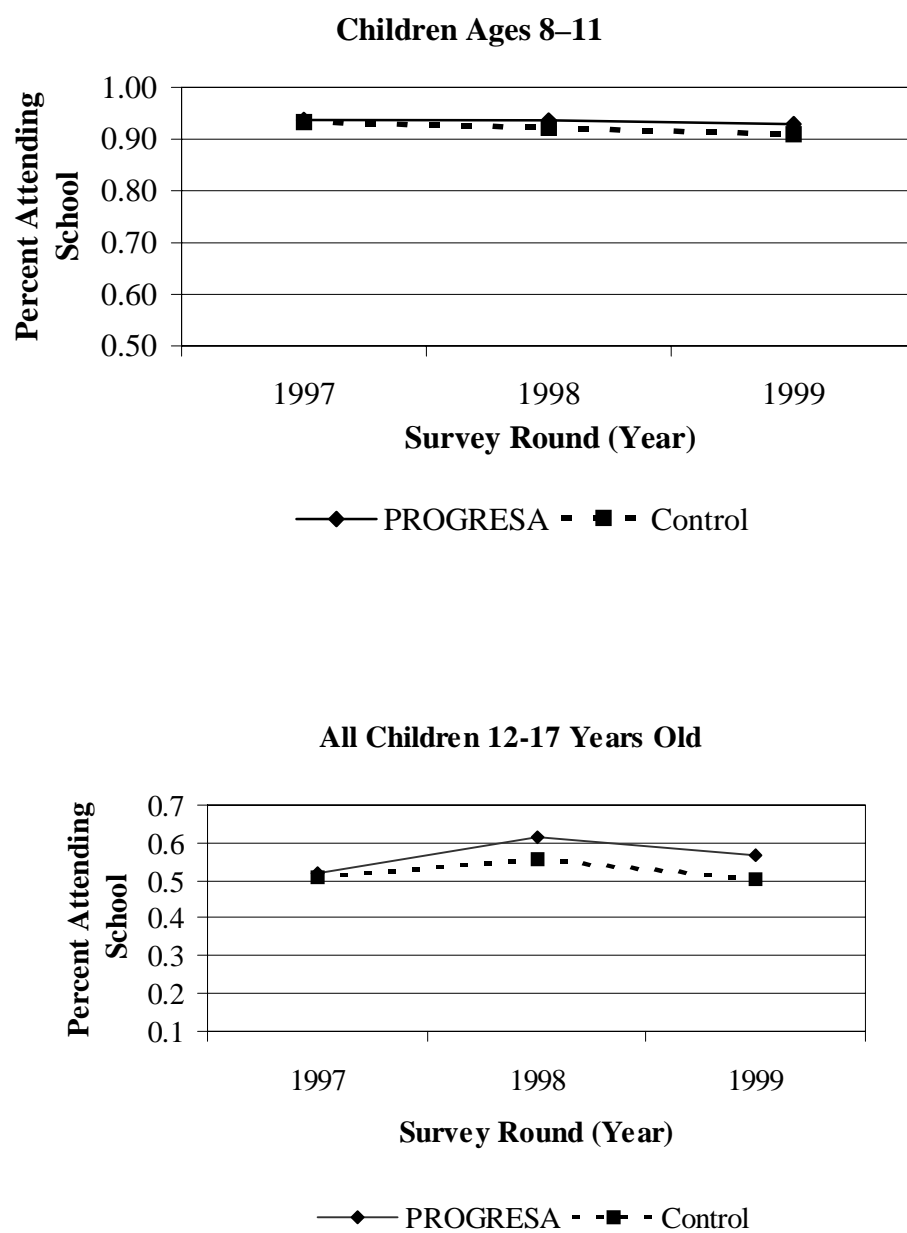 Children Ages 8–11
Percent Attending
School
1.00
0.90
0.80
0.70
0.60
0.50
1997 1998 1999
Survey Round (Year)
PROGRESA Control
All Children 12-17 Years Old
Percent Attending
School
0.7
0.6
0.5
0.4
0.3
0.2
0.1
1997 1998 1999
Survey Round (Year)
PROGRESA Control